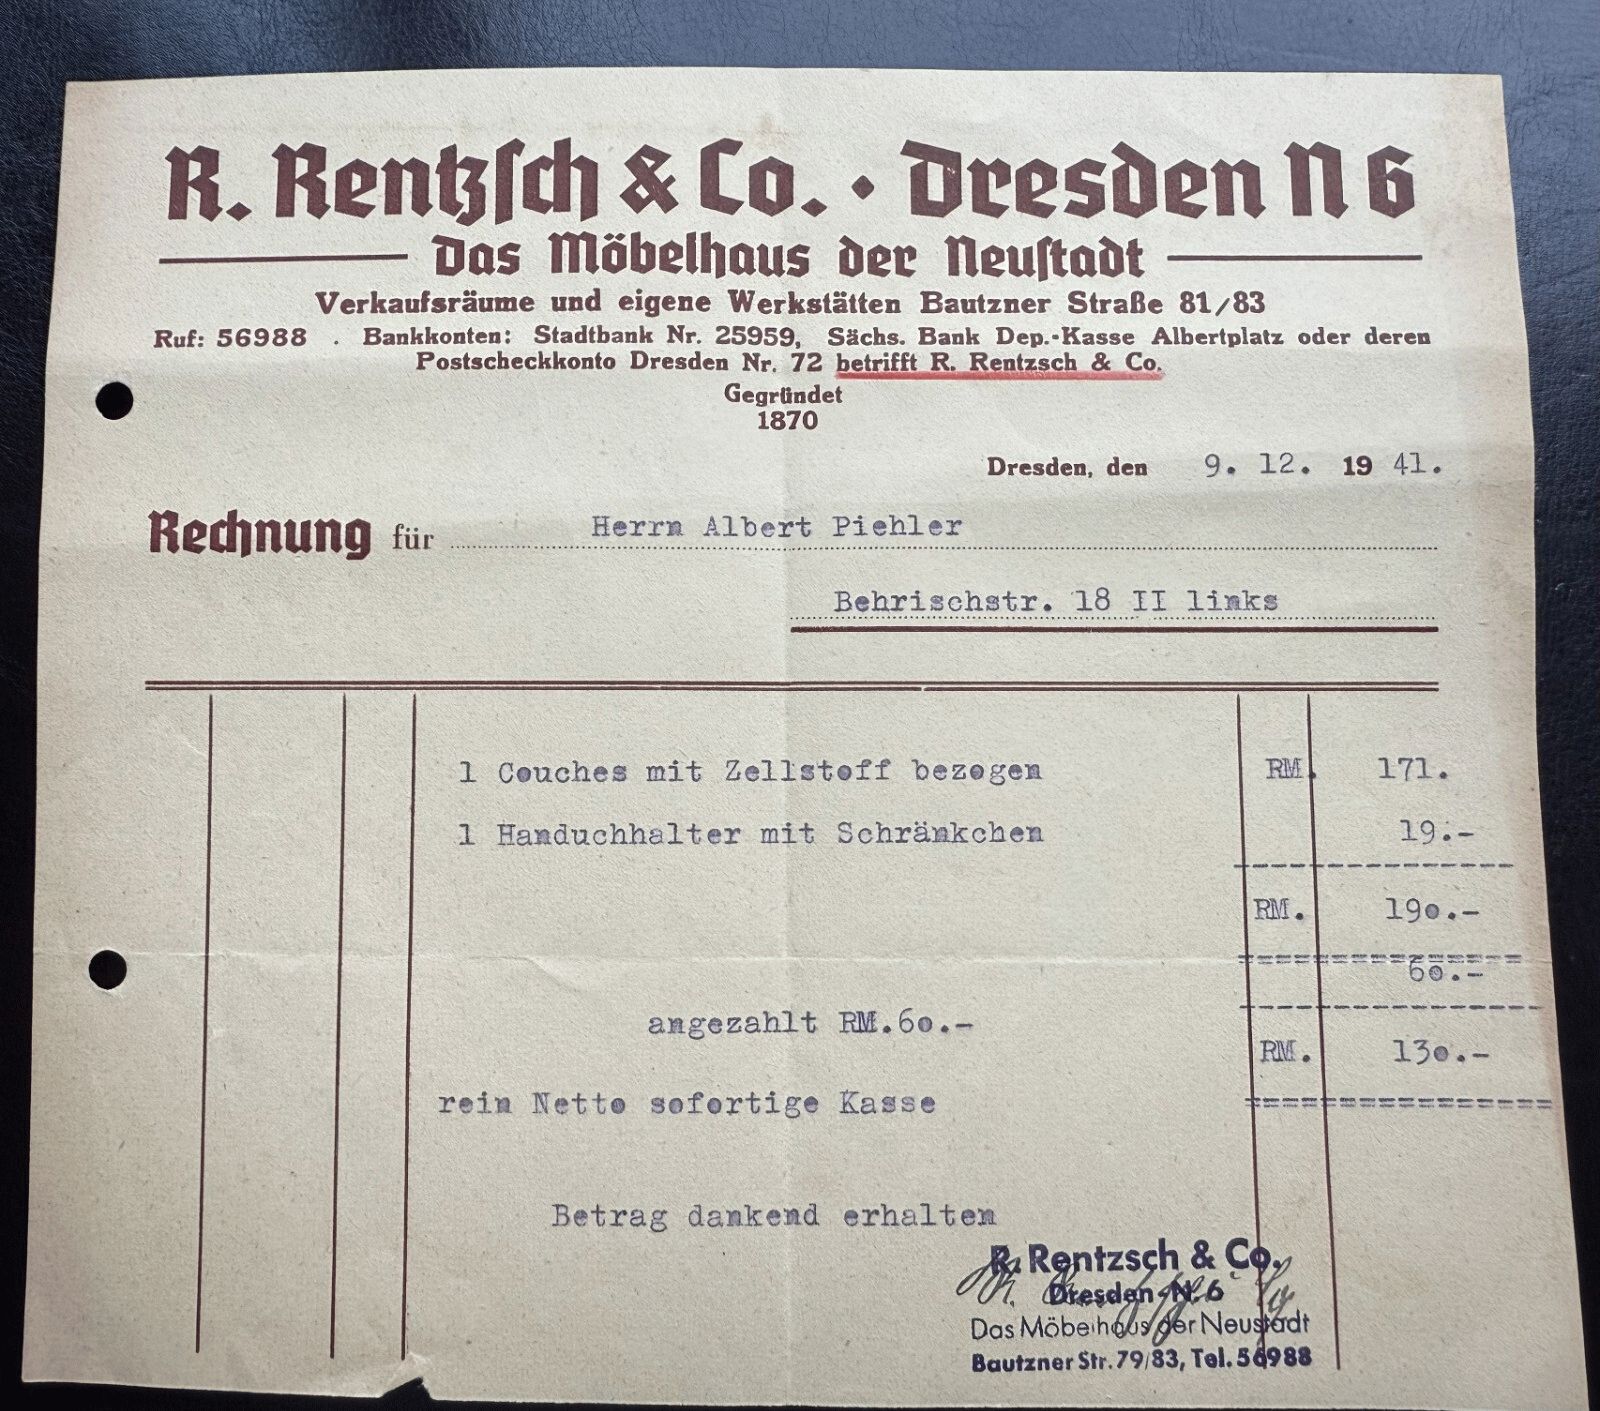 R. Rentzsch & Co. • Dresden N 6
Das Möbelhaus der Neustadt
Verkaufsräume und eigene Werkstätten Bautzner Straße 81/83
Ruf: 56988 . Bankkonten: Stadtbank Nr. 25959, Sächs. Bank Dep.-Kasse Albertplatz oder deren
Postscheckkonto Dresden Nr. 72 betrifft R. Rentzsch & Co.
Gegründet
1870
Dresden, den 9. 12. 19 41.
Rechnung für Herrn Albert Piehler
Behrischstr. 18 II links
1 Couches mit Zellstoff bezogen RM. 171.
1 Handuchhalter mit Schränkchen 19.-
RM. 190.-
60.-
angezahlt RM.60.-
RM. 130.-
rein Netto sofortige Kasse
Betrag dankend erhalten
R. Rentzsch & Co.
Dresden-N. 6
Das Möbelhaus der Neustadt
Bautzner Str. 79/83, Tel. 56988